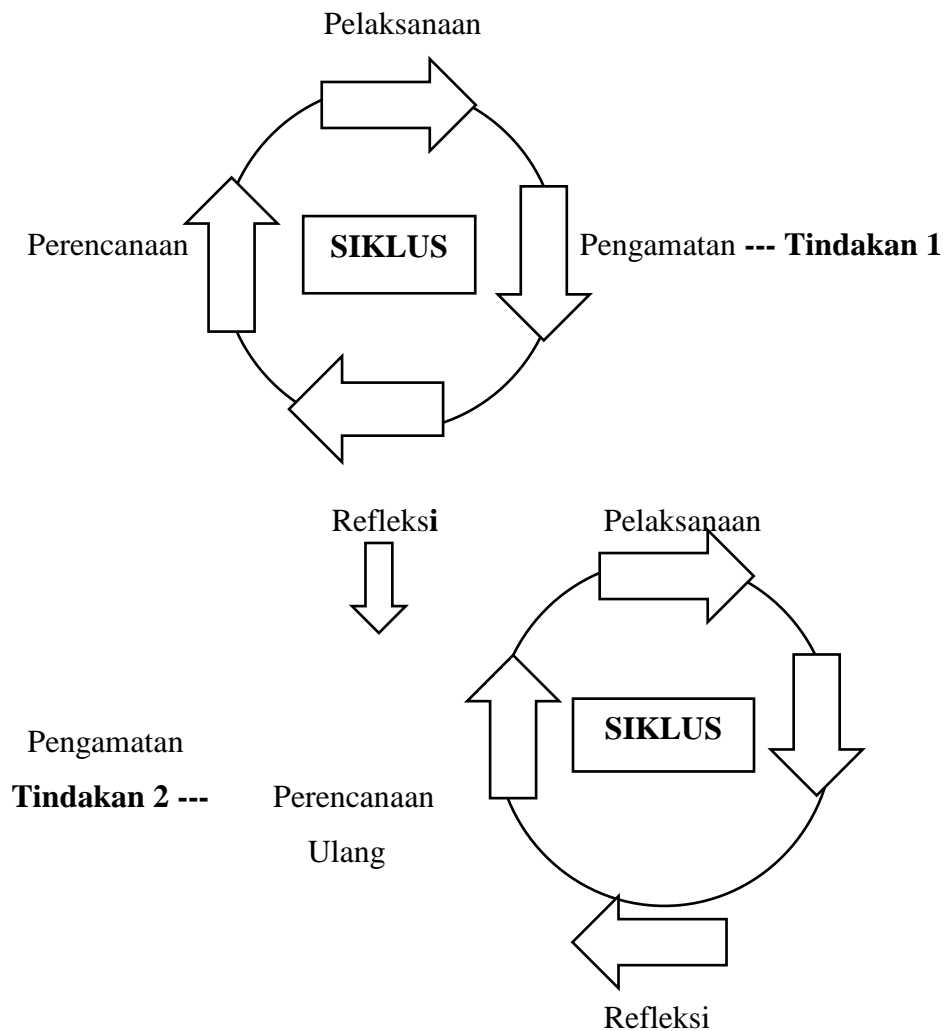 Pelaksanaan
Perencanaan
SIKLUS
Pengamatan --- Tindakan 1
Refleksi
Pelaksanaan
SIKLUS
Pengamatan
Tindakan 2 ---
Perencanaan
Ulang
Refleksi